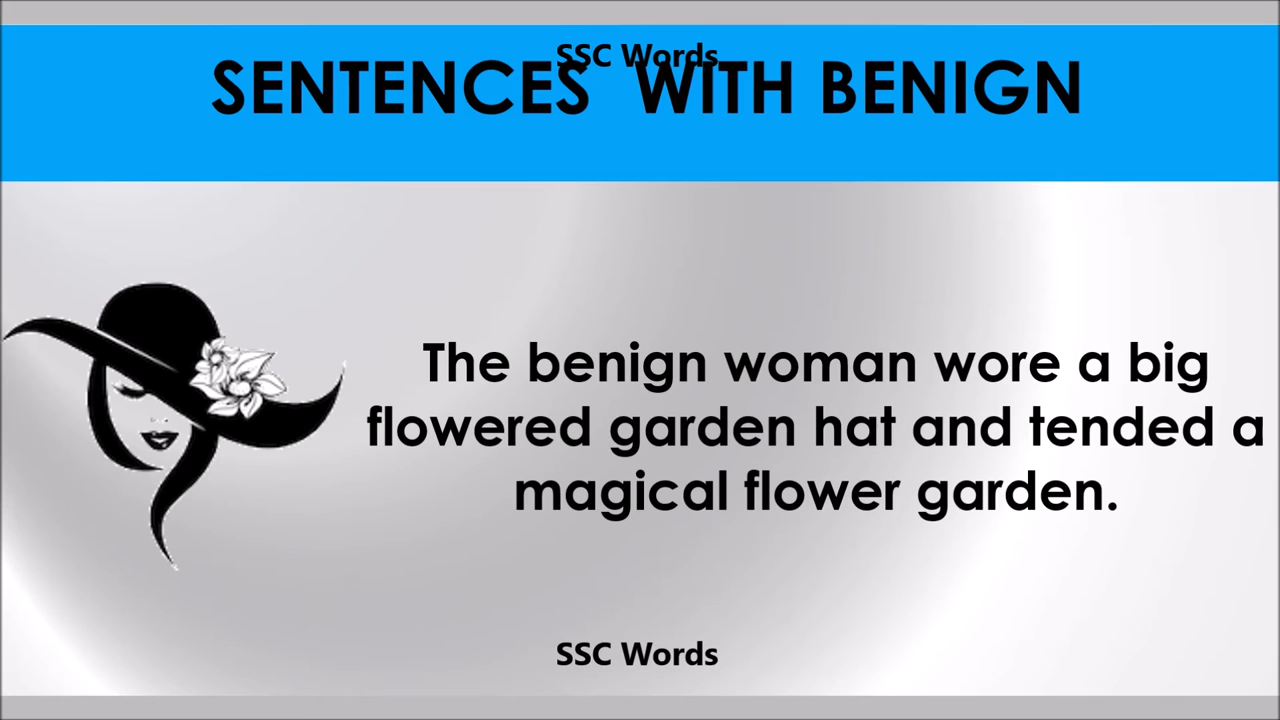 SSC Words
SENTENCES WITH BENIGN
The benign woman wore a big
flowered garden hat and tended a
magical flower garden.
SSC Words